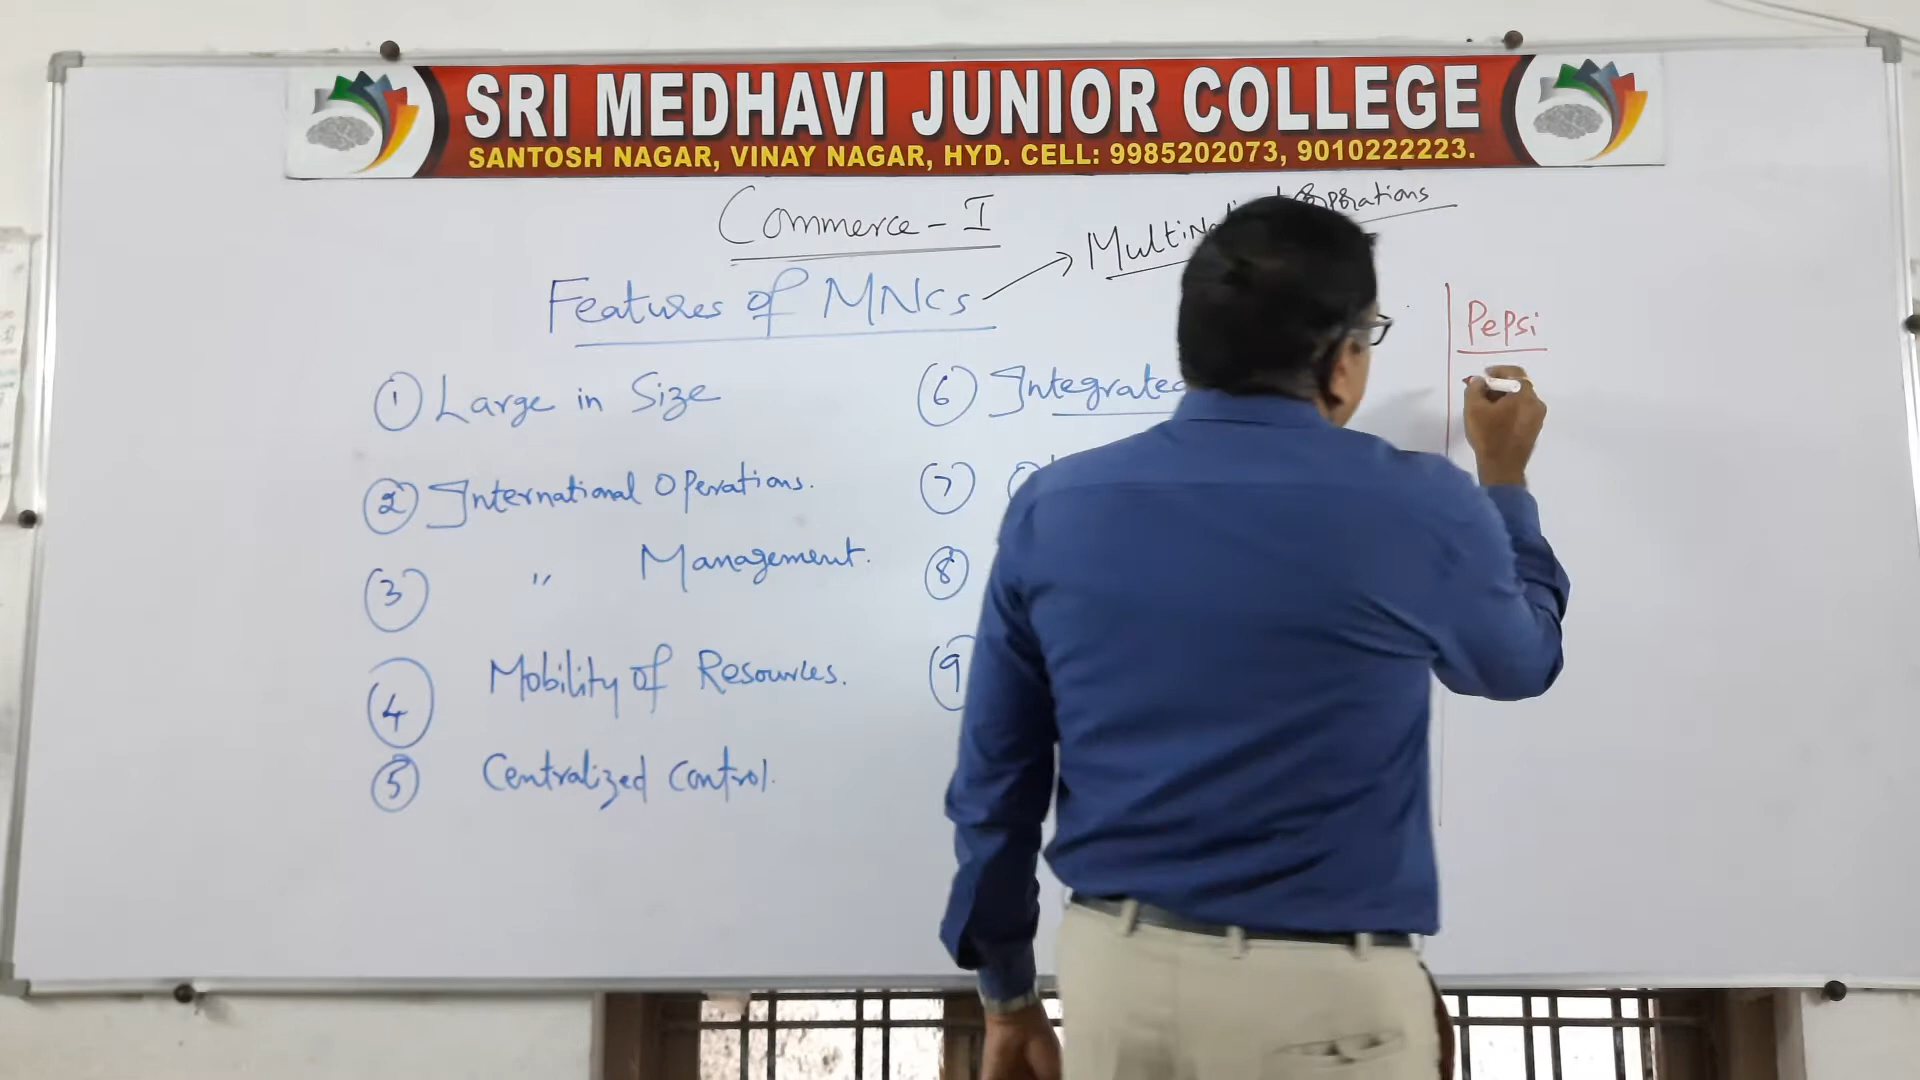 SRI MEDHAVI JUNIOR COLLEGE
SANTOSH NAGAR, VINAY NAGAR, HYD. CELL: 9985202073, 9010222223.
Commerce - I
Features of MNCs →
① Large in Size
② International Operations.
③ " Management.
④ Mobility of Resources.
⑤ Centralized Control.
⑥ Integrated
⑦
⑧
⑨
Pepsi